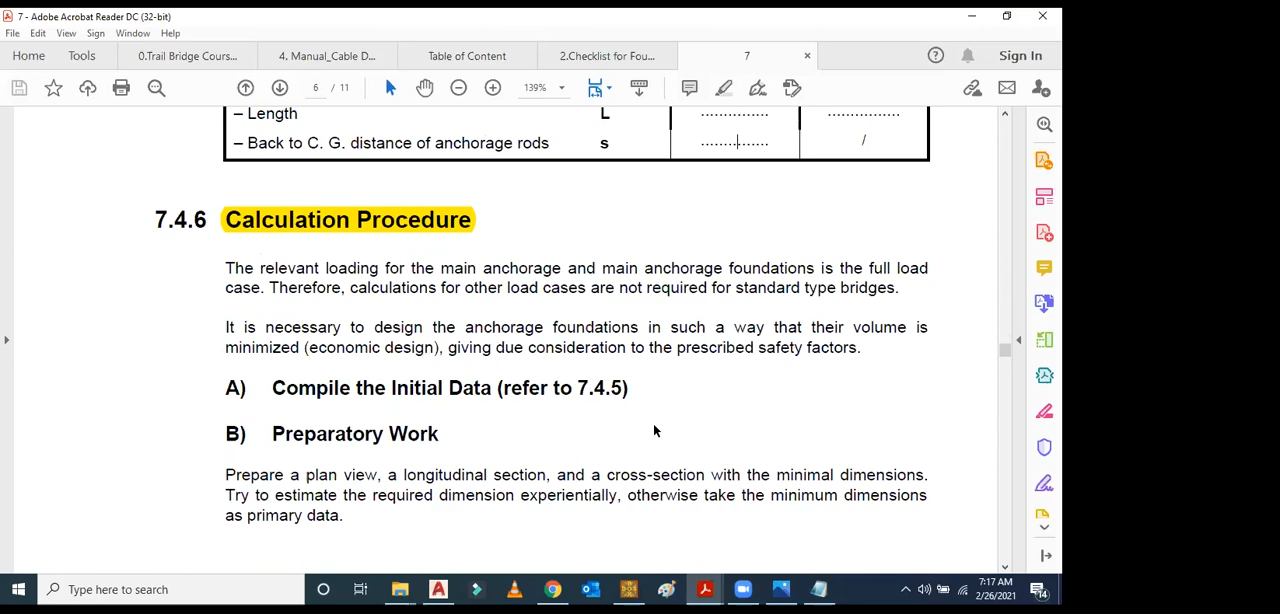 7 - Adobe Acrobat Reader DC (32-bit)
File Edit View Sign Window Help
Home Tools 0.Trail Bridge Cours... 4. Manual_Cable D... Table of Content 2.Checklist for Fou... 7 × Sign In
6 / 11 139%
– Length L ............... ...............
– Back to C. G. distance of anchorage rods s ............... /
7.4.6 Calculation Procedure
The relevant loading for the main anchorage and main anchorage foundations is the full load
case. Therefore, calculations for other load cases are not required for standard type bridges.
It is necessary to design the anchorage foundations in such a way that their volume is
minimized (economic design), giving due consideration to the prescribed safety factors.
A) Compile the Initial Data (refer to 7.4.5)
B) Preparatory Work
Prepare a plan view, a longitudinal section, and a cross-section with the minimal dimensions.
Try to estimate the required dimension experientially, otherwise take the minimum dimensions
as primary data.
Type here to search
7:17 AM
2/26/2021
14